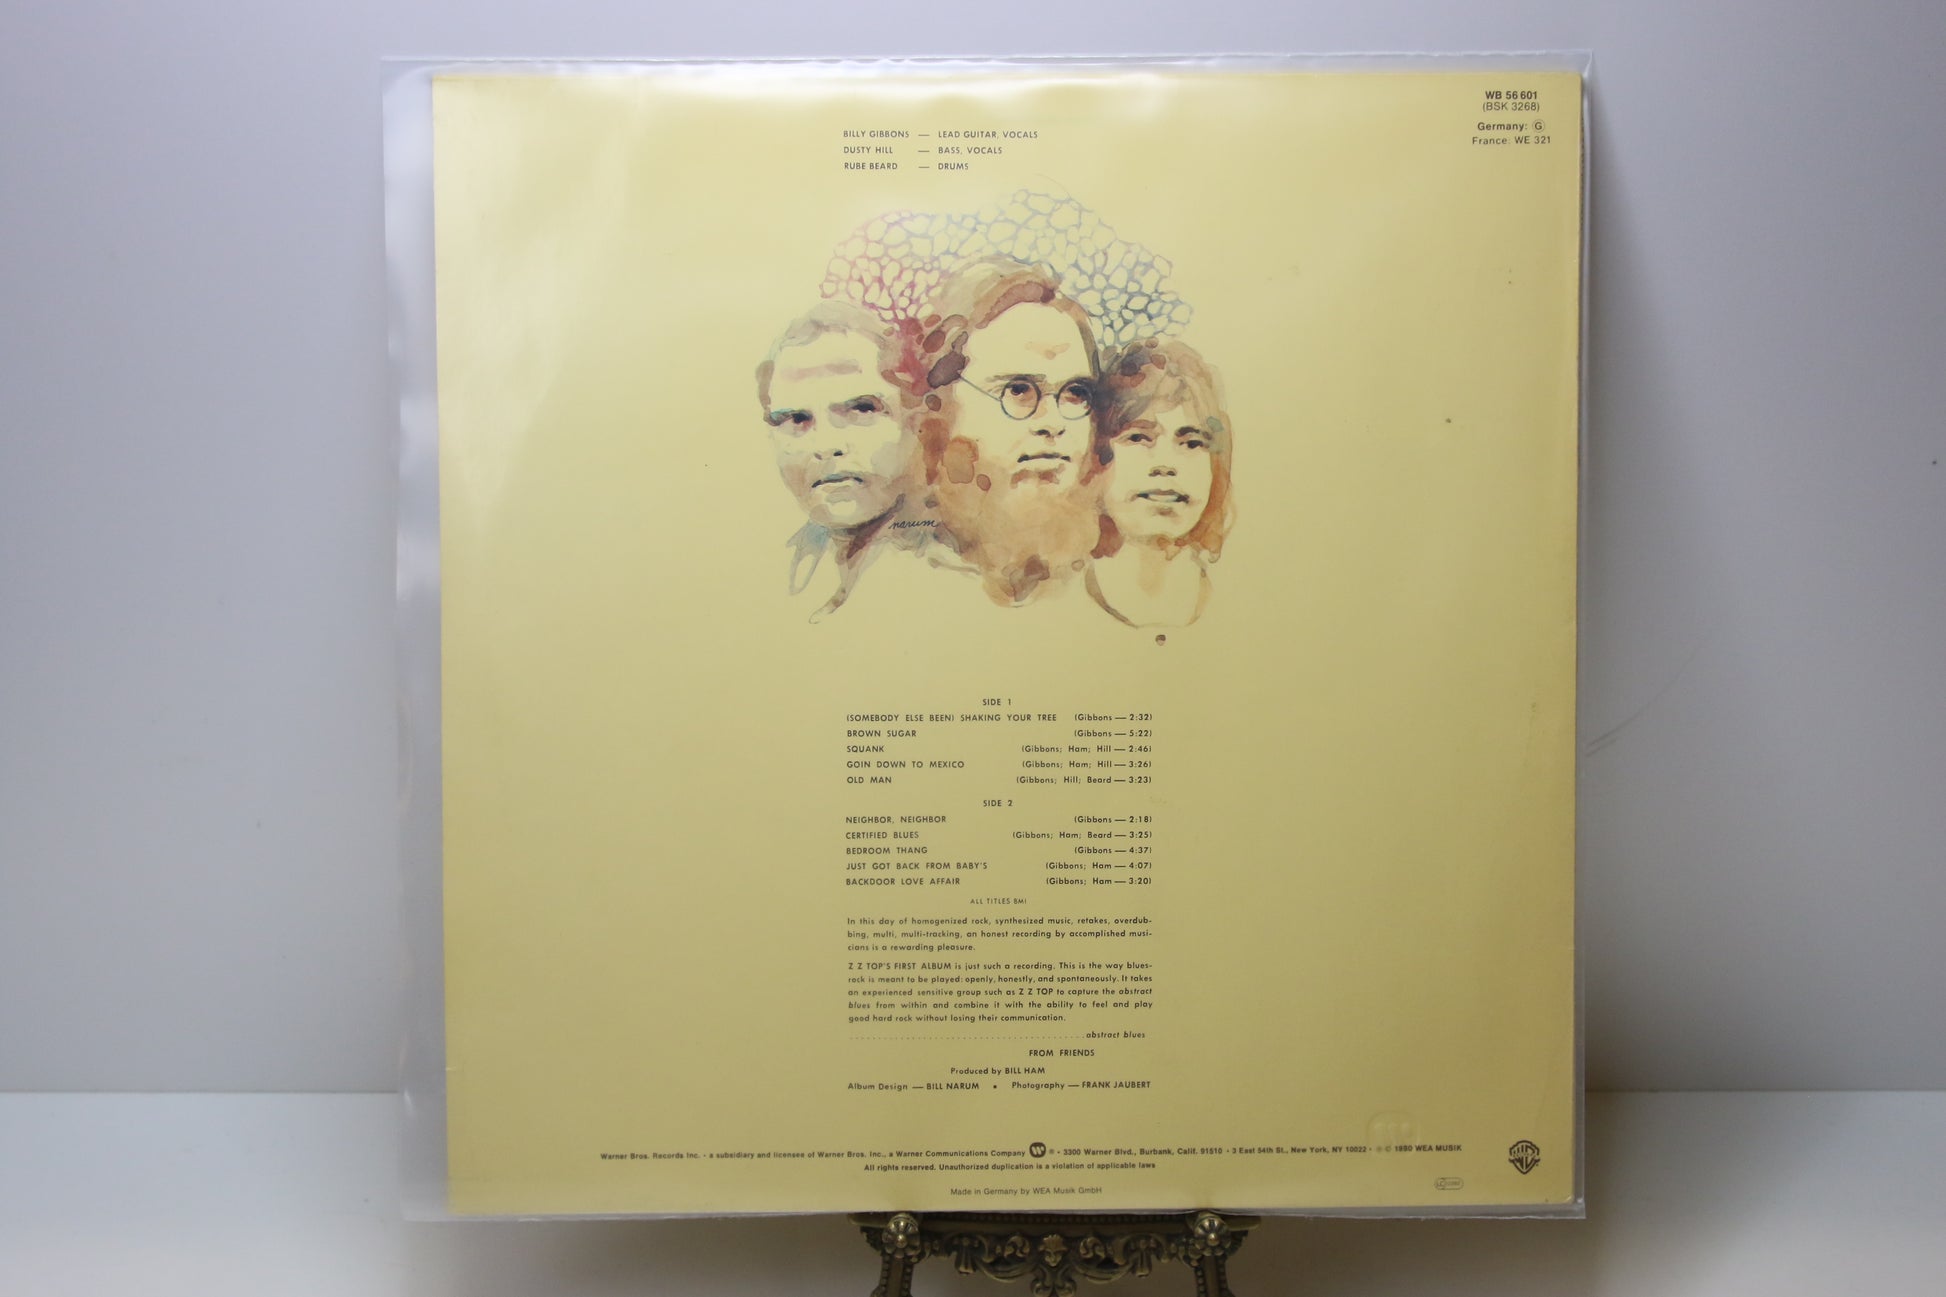 WB 56 601
(BSK 3268)
Germany: G
France: WE 321
BILLY GIBBONS — LEAD GUITAR, VOCALS
DUSTY HILL — BASS, VOCALS
RUBE BEARD — DRUMS
narum
SIDE 1
(SOMEBODY ELSE BEEN) SHAKING YOUR TREE (Gibbons — 2:32)
BROWN SUGAR (Gibbons — 5:22)
SQUANK (Gibbons; Ham; Hill — 2:46)
GOIN DOWN TO MEXICO (Gibbons; Ham; Hill — 3:26)
OLD MAN (Gibbons; Hill; Beard — 3:23)
SIDE 2
NEIGHBOR, NEIGHBOR (Gibbons — 2:18)
CERTIFIED BLUES (Gibbons; Ham; Beard — 3:25)
BEDROOM THANG (Gibbons — 4:37)
JUST GOT BACK FROM BABY'S (Gibbons; Ham — 4:07)
BACKDOOR LOVE AFFAIR (Gibbons; Ham — 3:20)
ALL TITLES BMI
In this day of homogenized rock, synthesized music, retakes, overdub-
bing, multi, multi-tracking, an honest recording by accomplished musi-
cians is a rewarding pleasure.
Z Z TOP'S FIRST ALBUM is just such a recording. This is the way blues-
rock is meant to be played: openly, honestly, and spontaneously. It takes
an experienced sensitive group such as Z Z TOP to capture the abstract
blues from within and combine it with the ability to feel and play
good hard rock without losing their communication.
..........................................abstract blues
FROM FRIENDS
Produced by BILL HAM
Album Design — BILL NARUM • Photography — FRANK JAUBERT
Warner Bros. Records Inc. • a subsidiary and licensee of Warner Bros. Inc., a Warner Communications Company ® • 3300 Warner Blvd., Burbank, Calif. 91510 • 3 East 54th St., New York, NY 10022 • ℗ © 1980 WEA MUSIK
All rights reserved. Unauthorized duplication is a violation of applicable laws
Made in Germany by WEA Musik GmbH